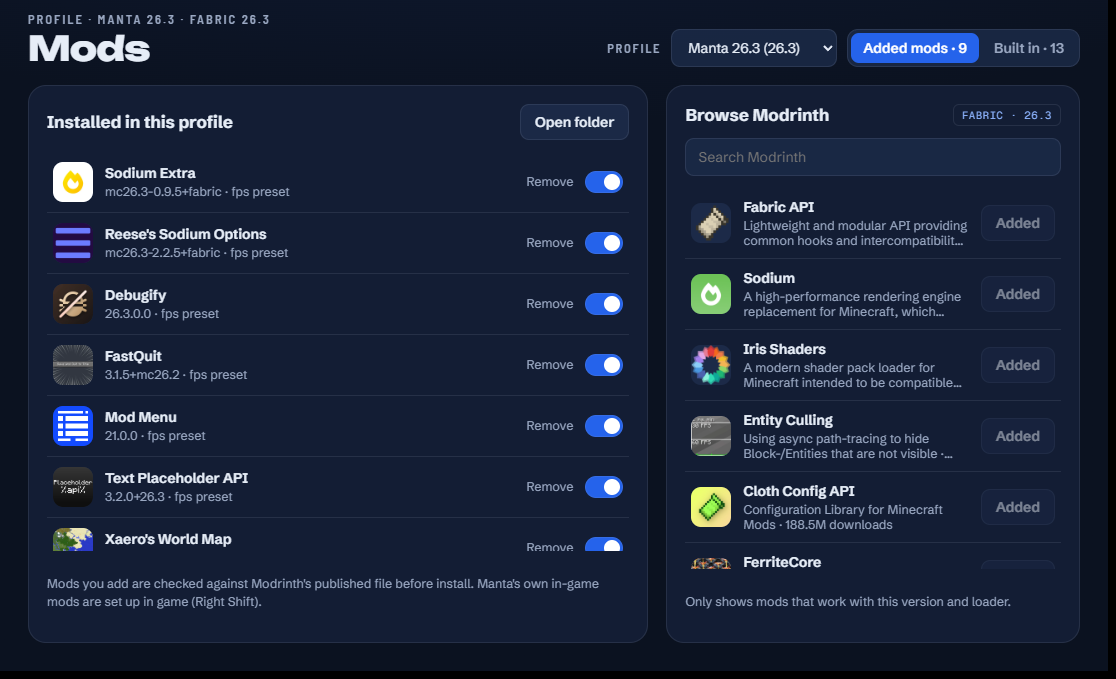 PROFILE · MANTA 26.3 · FABRIC 26.3
Mods
PROFILE
Manta 26.3 (26.3)
Added mods · 9
Built in · 13
Installed in this profile
Open folder
Sodium Extra
mc26.3-0.9.5+fabric · fps preset
Remove
Reese's Sodium Options
mc26.3-2.2.5+fabric · fps preset
Remove
Debugify
26.3.0.0 · fps preset
Remove
FastQuit
3.1.5+mc26.2 · fps preset
Remove
Mod Menu
21.0.0 · fps preset
Remove
Placeholder
%api%
Text Placeholder API
3.2.0+26.3 · fps preset
Remove
Xaero's World Map
Remove
Mods you add are checked against Modrinth's published file before install. Manta's own in-game
mods are set up in game (Right Shift).
Browse Modrinth
FABRIC · 26.3
Search Modrinth
Fabric API
Lightweight and modular API providing
common hooks and intercompatibilit...
Added
Sodium
A high-performance rendering engine
replacement for Minecraft, which...
Added
Iris Shaders
A modern shader pack loader for
Minecraft intended to be compatible...
Added
Entity Culling
Using async path-tracing to hide
Block-/Entities that are not visible ·...
Added
Cloth Config API
Configuration Library for Minecraft
Mods · 188.5M downloads
Added
FerriteCore
Only shows mods that work with this version and loader.